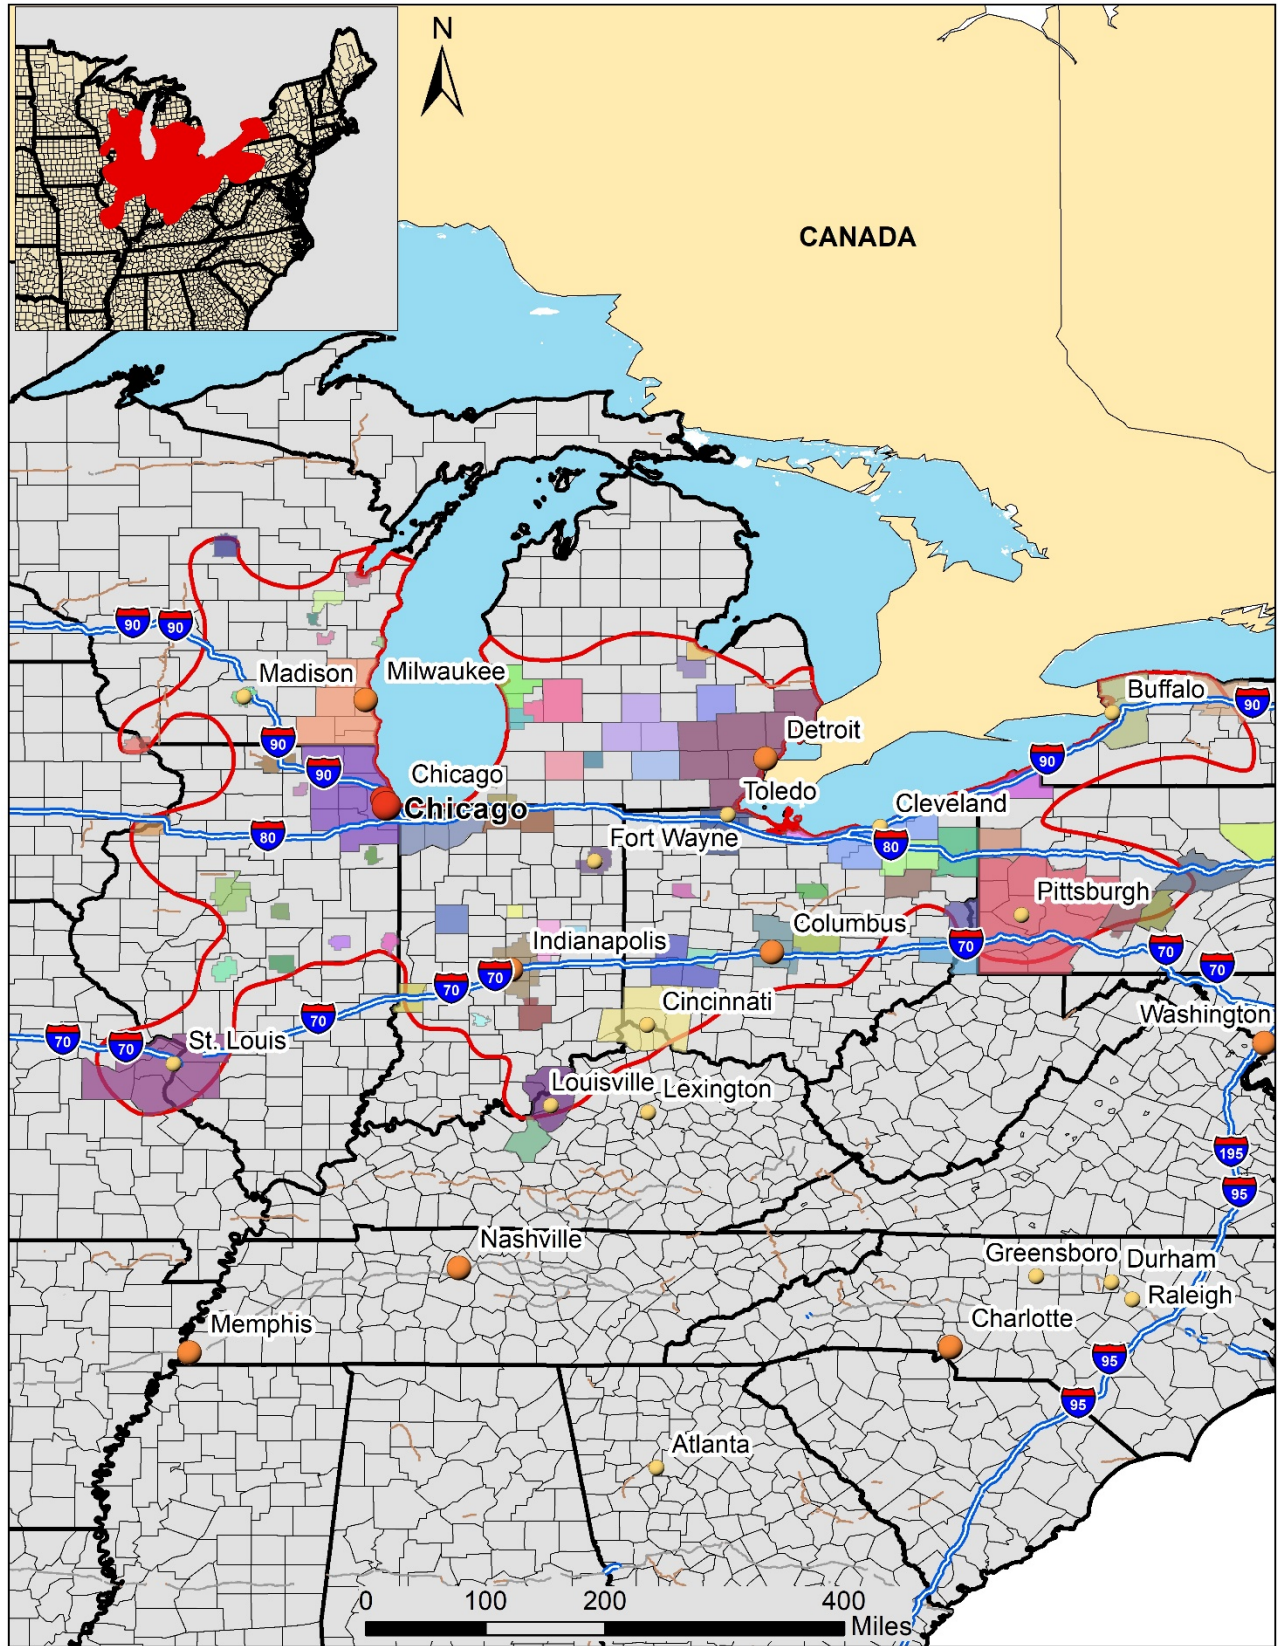 N
CANADA
90
90
Madison
Milwaukee
Buffalo
90
90
Detroit
90
90
Chicago
Toledo
Cleveland
Chicago
80
Fort Wayne
80
Pittsburgh
Columbus
Indianapolis
70
70
70
70
70
Cincinnati
70
Washington
70
70
St. Louis
Louisville
Lexington
195
95
Nashville
Greensboro
Durham
Raleigh
Memphis
Charlotte
95
95
Atlanta
0 100 200 400
Miles